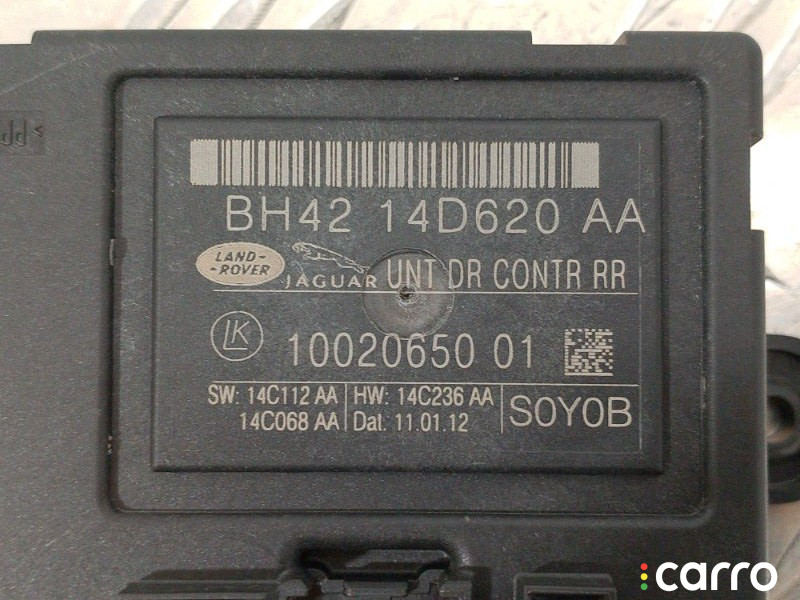 BH42 14D620 AA
LAND-
-ROVER
JAGUAR UNT DR CONTR RR
LK 10020650 01
SW: 14C112 AA HW: 14C236 AA
14C068 AA Dat. 11.01.12
S0Y0B
carro